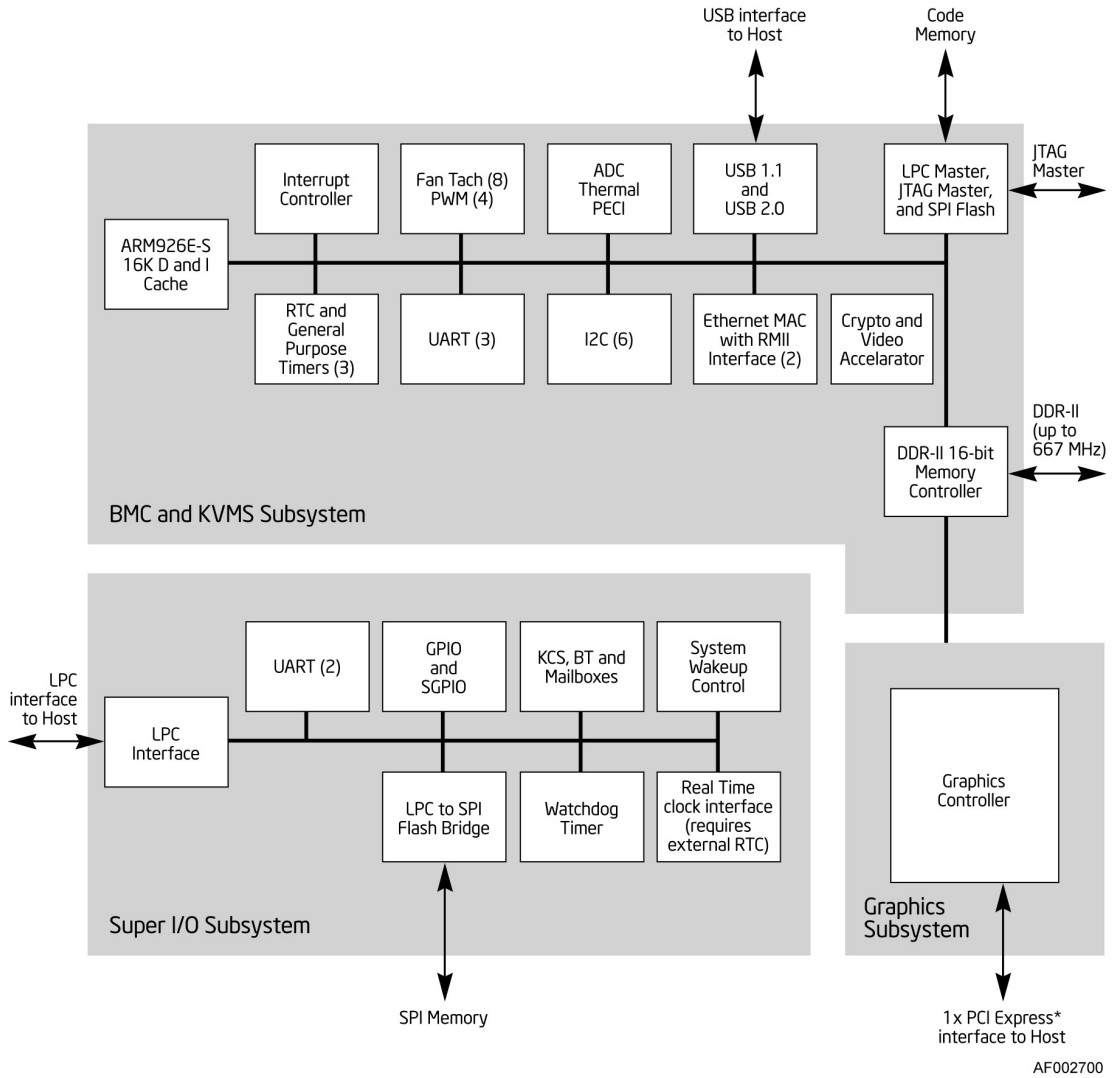 USB interface
to Host
Code
Memory
Interrupt
Controller
Fan Tach (8)
PWM (4)
ADC
Thermal
PECI
USB 1.1
and
USB 2.0
LPC Master,
JTAG Master,
and SPI Flash
JTAG
Master
ARM926E-S
16K D and I
Cache
RTC and
General
Purpose
Timers (3)
UART (3)
I2C (6)
Ethernet MAC
with RMII
Interface (2)
Crypto and
Video
Accelarator
DDR-II 16-bit
Memory
Controller
DDR-II
(up to
667 MHz)
BMC and KVMS Subsystem
UART (2)
GPIO
and
SGPIO
KCS, BT and
Mailboxes
System
Wakeup
Control
LPC
interface
to Host
LPC
Interface
LPC to SPI
Flash Bridge
Watchdog
Timer
Real Time
clock interface
(requires
external RTC)
Graphics
Controller
Super I/O Subsystem
Graphics
Subsystem
SPI Memory
1x PCI Express*
interface to Host
AF002700